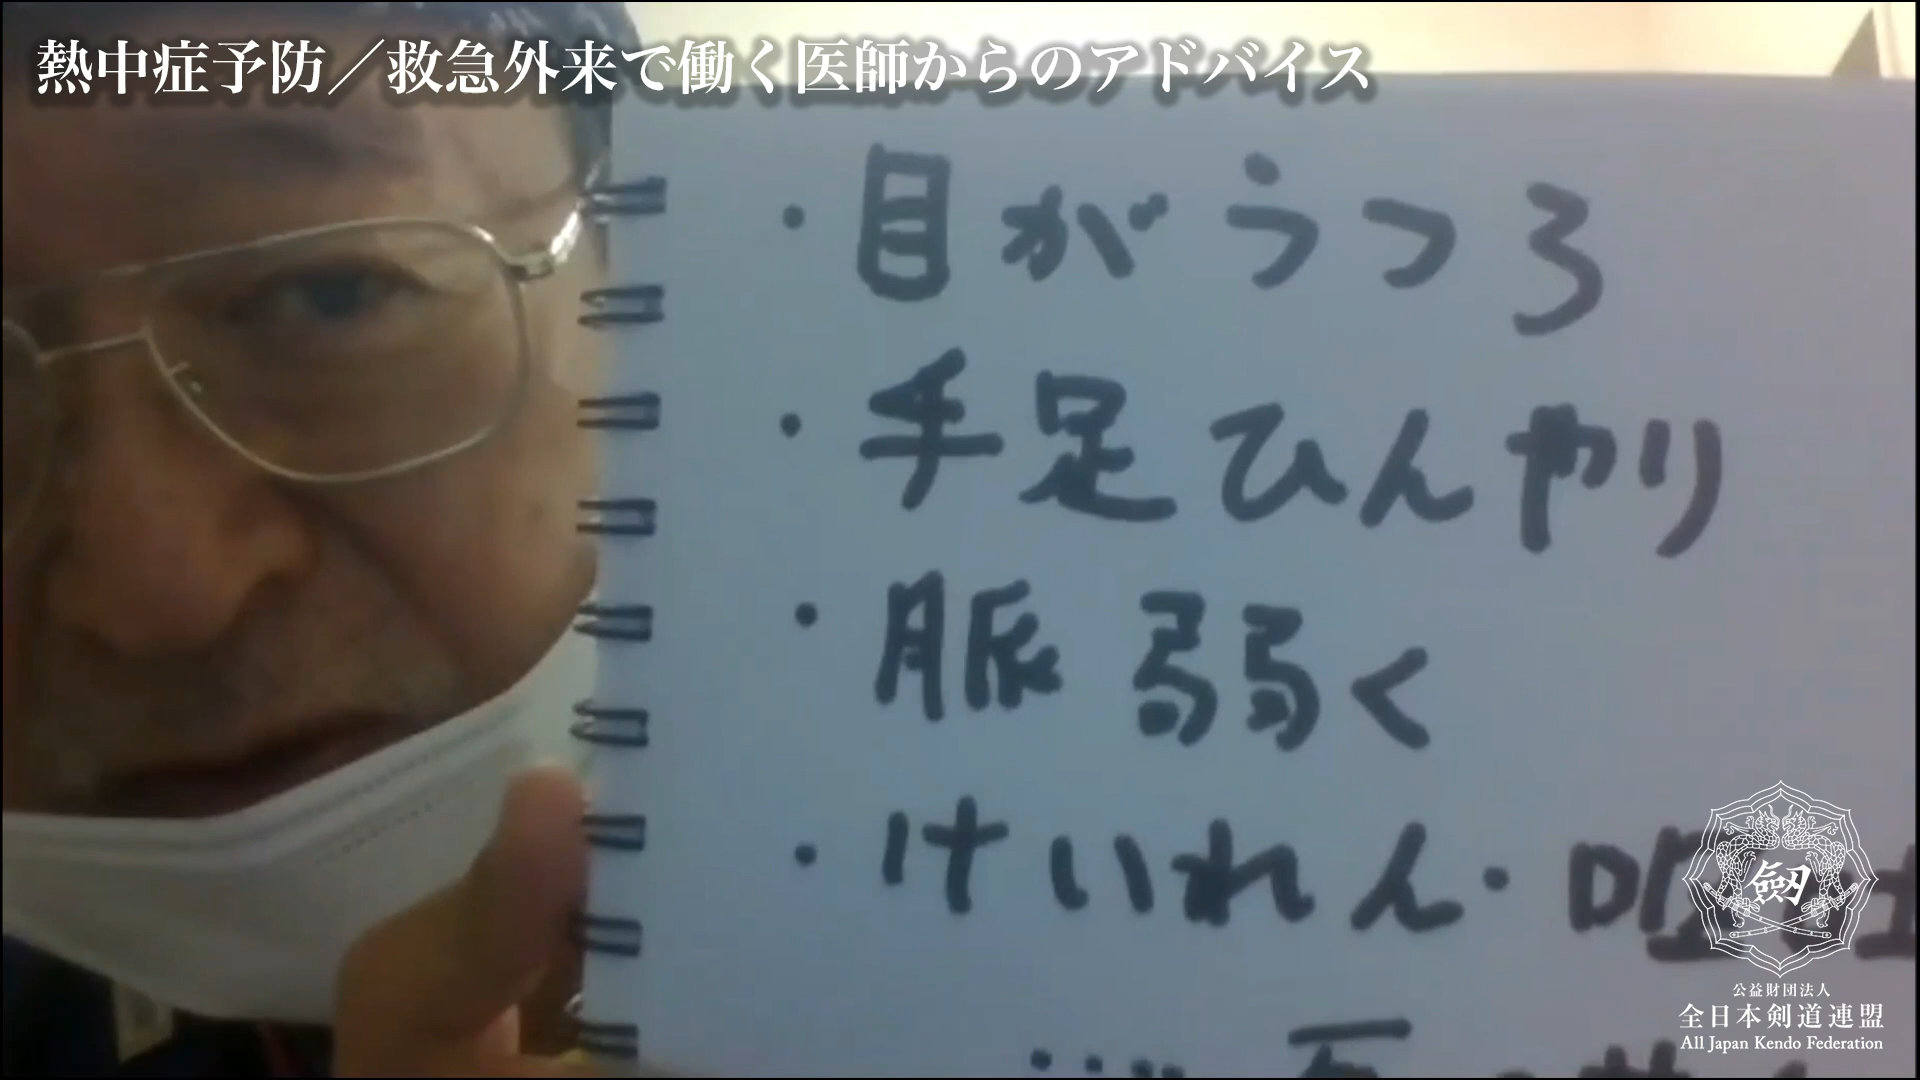 熱中症予防／救急外来で働く医師からのアドバイス
・目がうつろ
・手足ひんやり
・脈弱く
・けいれん・
劔
公益財団法人
全日本剣道連盟
All Japan Kendo Federation